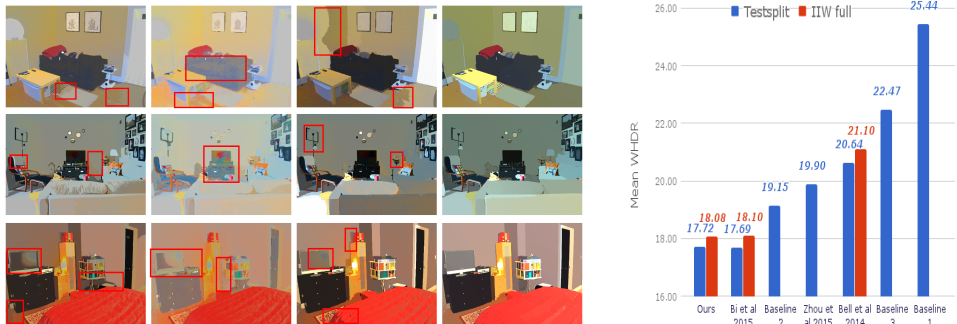 Testsplit IIW full
26.00
24.00
22.00
20.00
18.00
16.00
Mean WHDR
17.72
18.08
17.69
18.10
19.15
19.90
20.64
21.10
22.47
25.44
Ours
Bi et al
2015
Baseline
2
Zhou et
al 2015
Bell et al
2014
Baseline
3
Baseline
1